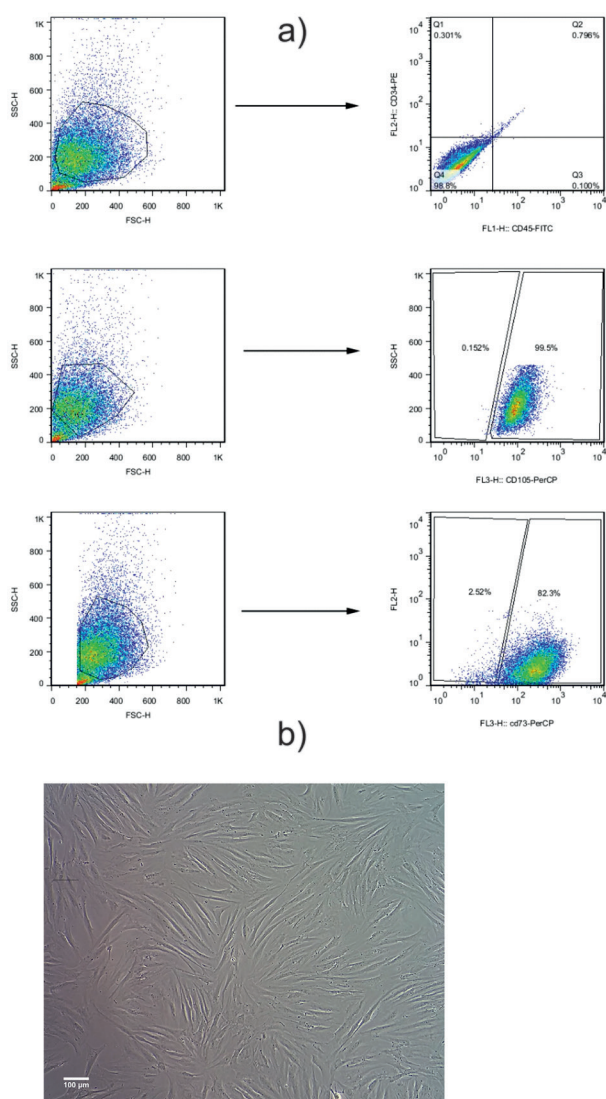 a)
1K
800
600
400
200
0
SSC-H
0 200 400 600 800 1K
FSC-H
Q1
0.301%
Q2
0.796%
Q4
98.8%
Q3
0.100%
10^4
10^3
10^2
10^1
10^0
FL2-H:: CD34-PE
10^0 10^1 10^2 10^3 10^4
FL1-H:: CD45-FITC
1K
800
600
400
200
0
SSC-H
0 200 400 600 800 1K
FSC-H
1K
800
600
400
200
0
SSC-H
0.152% 99.5%
10^0 10^1 10^2 10^3 10^4
FL3-H:: CD105-PerCP
1K
800
600
400
200
0
SSC-H
0 200 400 600 800 1K
FSC-H
10^4
10^3
10^2
10^1
10^0
FL2-H
2.52% 82.3%
10^0 10^1 10^2 10^3 10^4
FL3-H:: cd73-PerCP
b)
100 µm